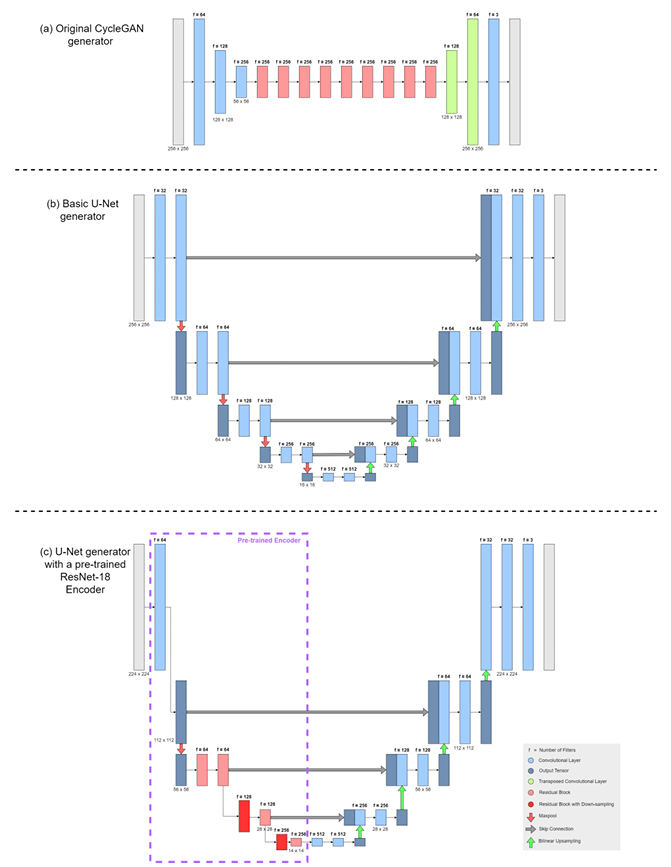 (a) Original CycleGAN
generator
f = 64
f = 128
f = 256
f = 256 f = 256 f = 256 f = 256 f = 256 f = 256 f = 256 f = 256 f = 256
f = 128
f = 64
f = 3
256 x 256
128 x 128
56 x 56
128 x 128
256 x 256
(b) Basic U-Net
generator
f = 32 f = 32
f = 32 f = 32 f = 3
256 x 256
256 x 256
f = 64 f = 64
f = 64 f = 64
128 x 128
128 x 128
f = 128 f = 128
f = 128 f = 128
64 x 64
64 x 64
f = 256 f = 256
f = 256 f = 256
32 x 32
32 x 32
f = 512 f = 512
16 x 16
(c) U-Net generator
with a pre-trained
ResNet-18
Encoder
Pre-trained Encoder
f = 64
f = 32 f = 32 f = 3
224 x 224
224 x 224
f = 64 f = 64
112 x 112
112 x 112
f = 64 f = 64
f = 128 f = 128
56 x 56
56 x 56
f = 128 f = 128
f = 256 f = 256
28 x 28
28 x 28
f = 256 f = 256 f = 512 f = 512
14 x 14
f = Number of Filters
Convolutional Layer
Output Tensor
Transposed Convolutional Layer
Residual Block
Residual Block with Down-sampling
Maxpool
Skip Connection
Bilinear Upsampling